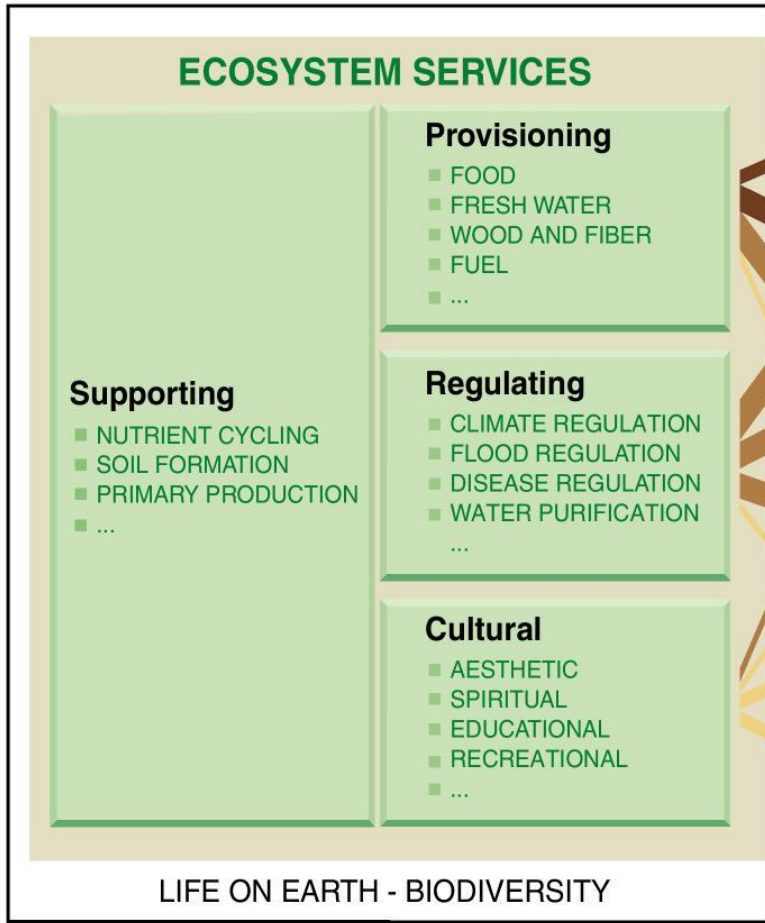 ECOSYSTEM SERVICES
Supporting
NUTRIENT CYCLING
SOIL FORMATION
PRIMARY PRODUCTION
...
Provisioning
FOOD
FRESH WATER
WOOD AND FIBER
FUEL
...
Regulating
CLIMATE REGULATION
FLOOD REGULATION
DISEASE REGULATION
WATER PURIFICATION
...
Cultural
AESTHETIC
SPIRITUAL
EDUCATIONAL
RECREATIONAL
...
LIFE ON EARTH - BIODIVERSITY